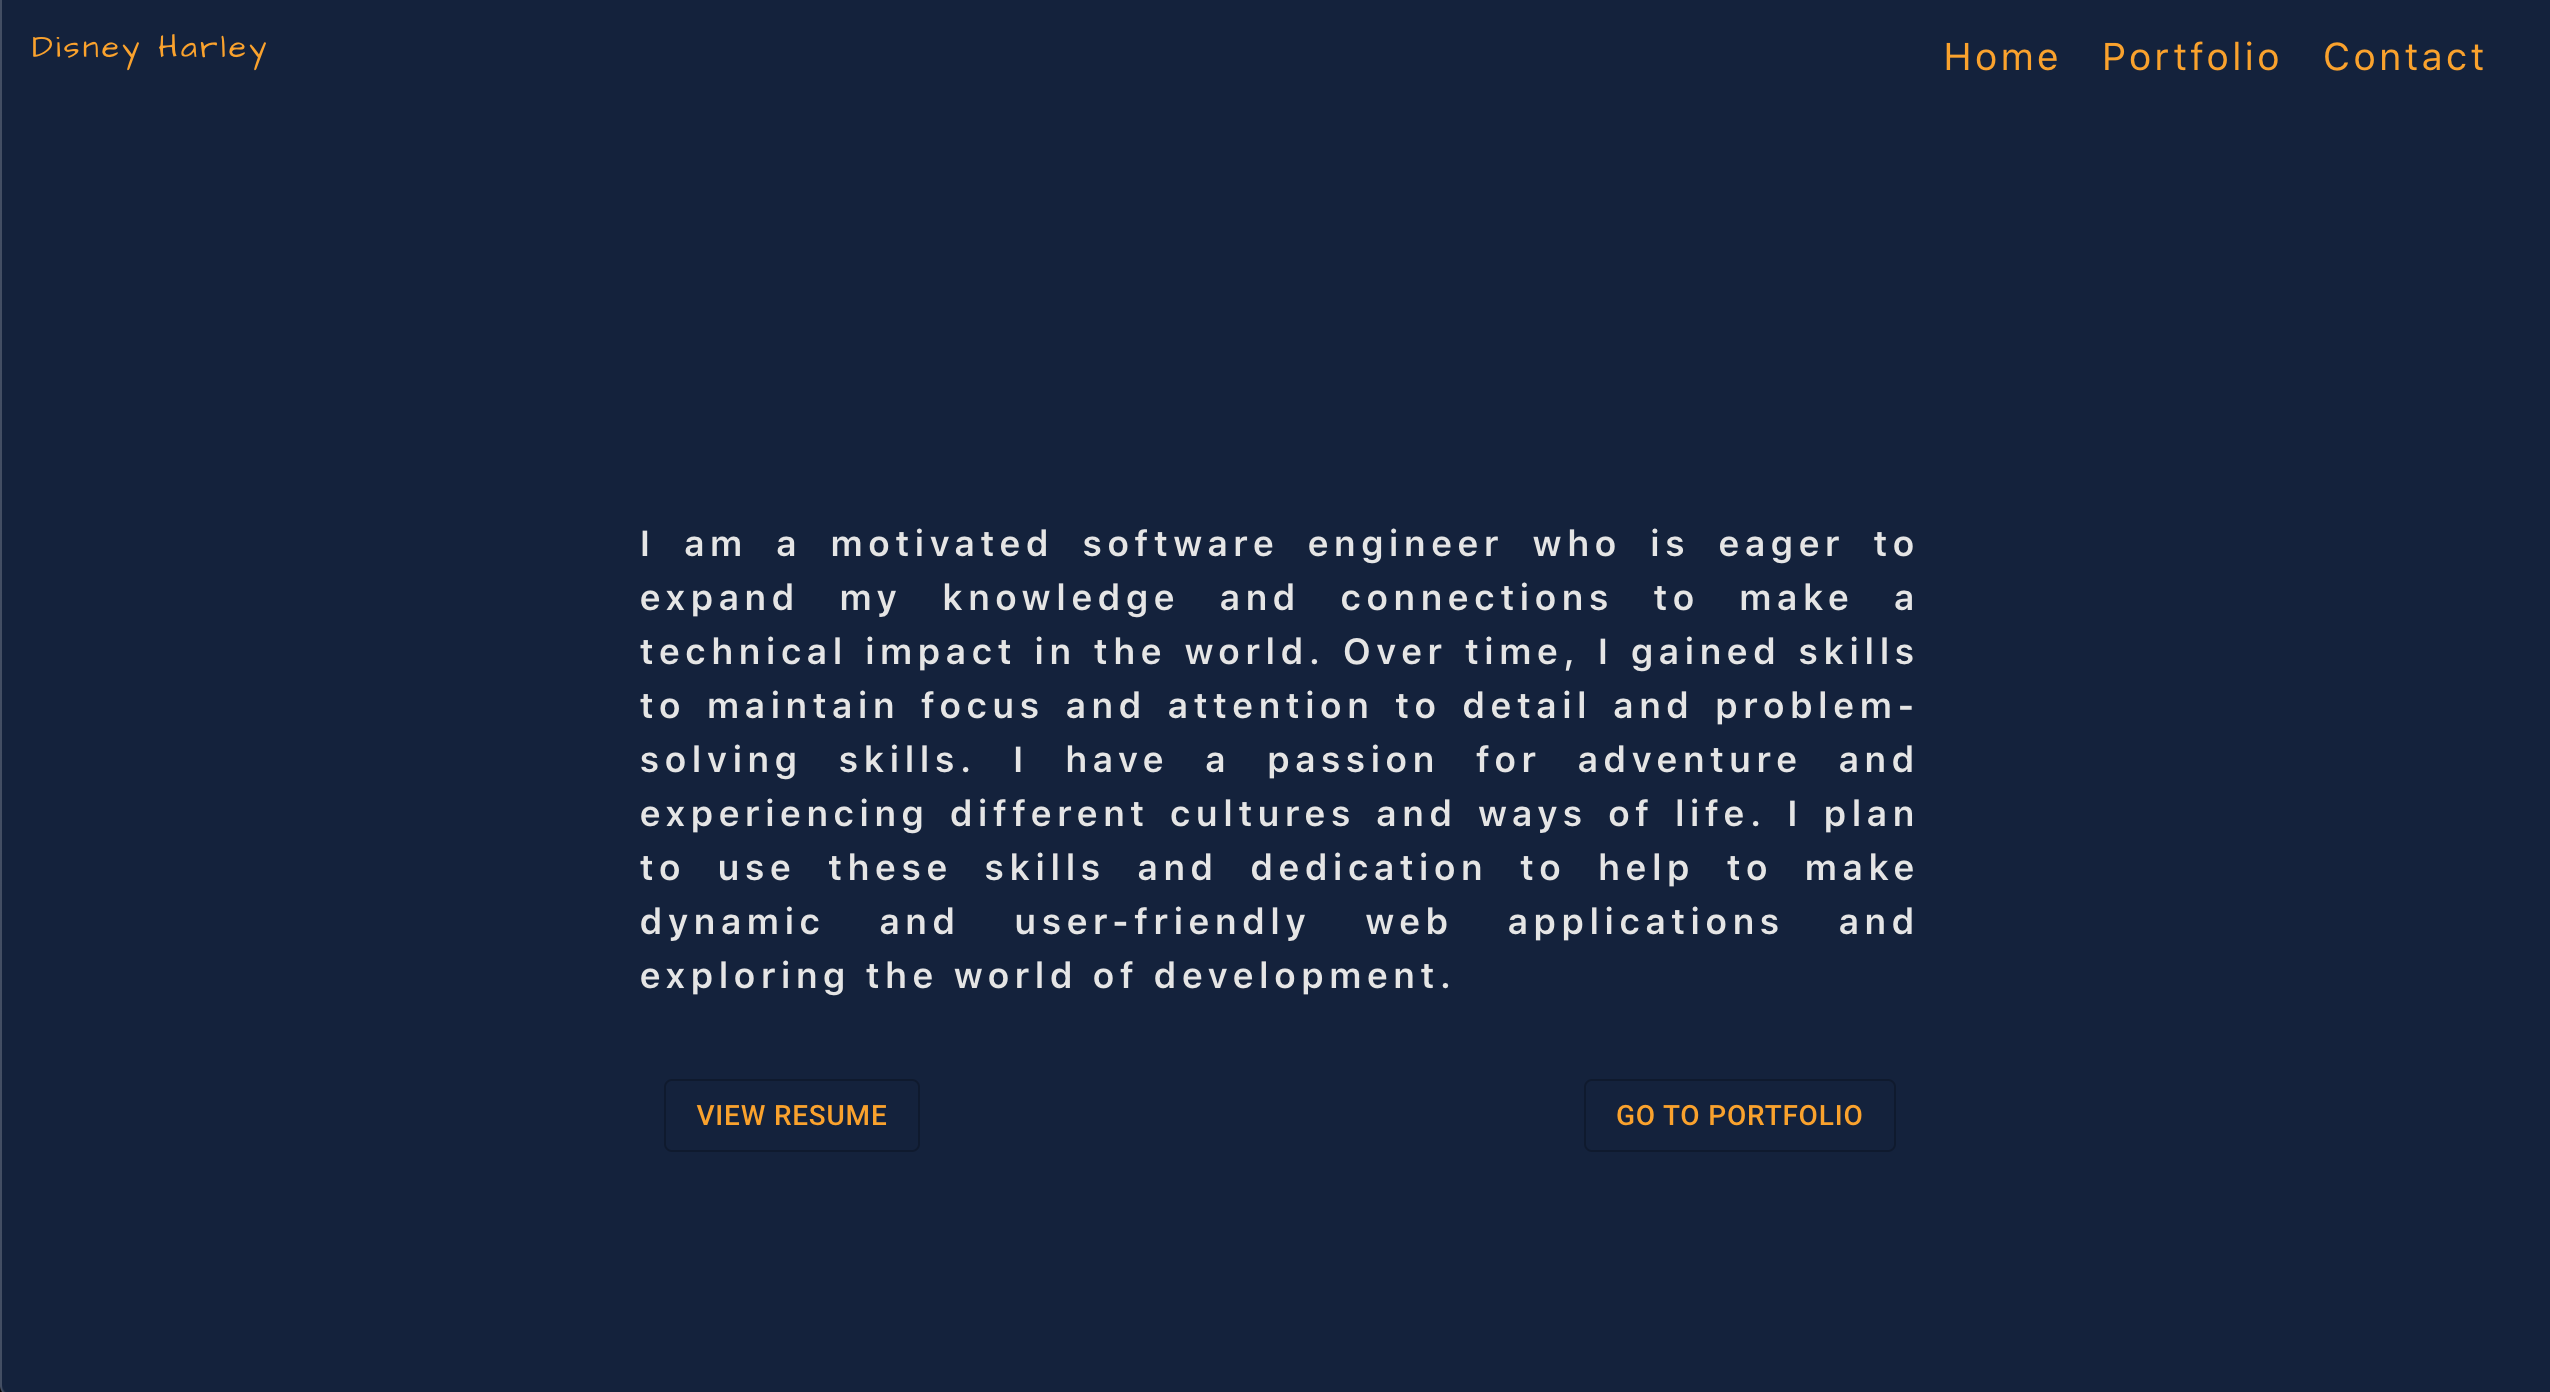 Disney Harley
Home Portfolio Contact
I am a motivated software engineer who is eager to
expand my knowledge and connections to make a
technical impact in the world. Over time, I gained skills
to maintain focus and attention to detail and problem-
solving skills. I have a passion for adventure and
experiencing different cultures and ways of life. I plan
to use these skills and dedication to help to make
dynamic and user-friendly web applications and
exploring the world of development.
VIEW RESUME
GO TO PORTFOLIO